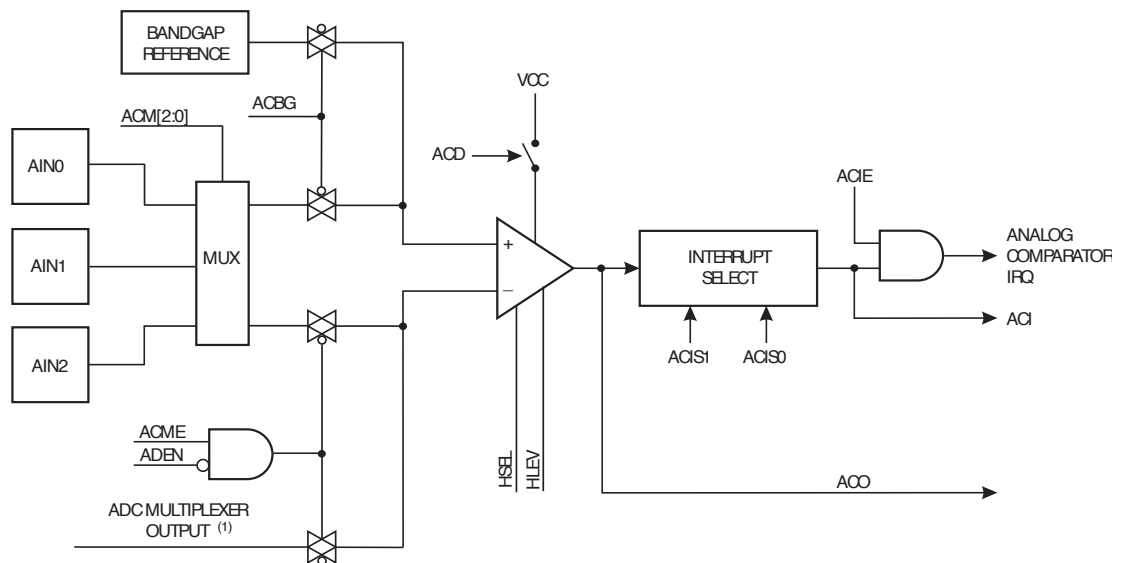 BANDGAP
REFERENCE
VCC
ACBG
ACM[2:0]
ACD
AIN0
ACIE
MUX
+
AIN1
INTERRUPT
SELECT
ANALOG
COMPARATOR
IRQ
−
ACI
AIN2
ACIS1
ACIS0
ACME
ADEN
HSEL
HLEV
ACO
ADC MULTIPLEXER
OUTPUT (1)